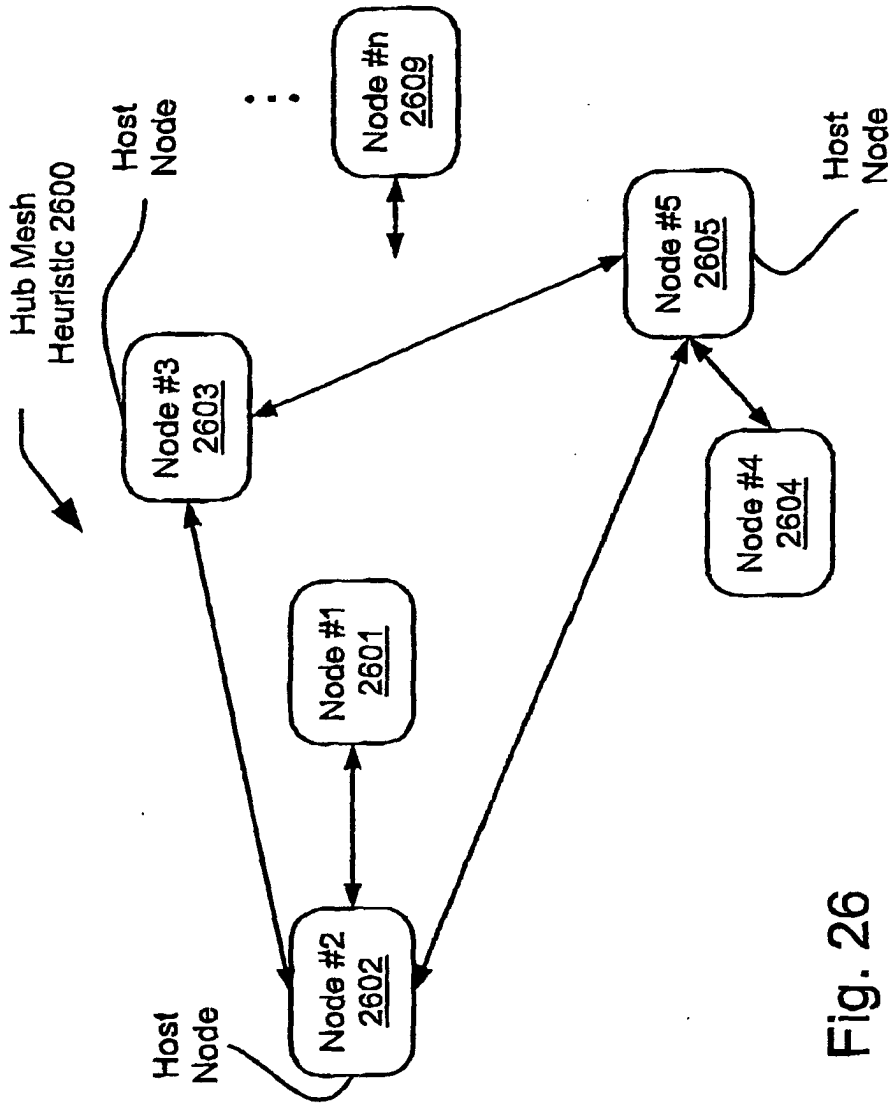 Hub Mesh
Heuristic 2600
Host
Node
Node #3
2603
Node #n
2609
Host
Node
Node #2
2602
Node #1
2601
Node #5
2605
Node #4
2604
Host
Node
Fig. 26